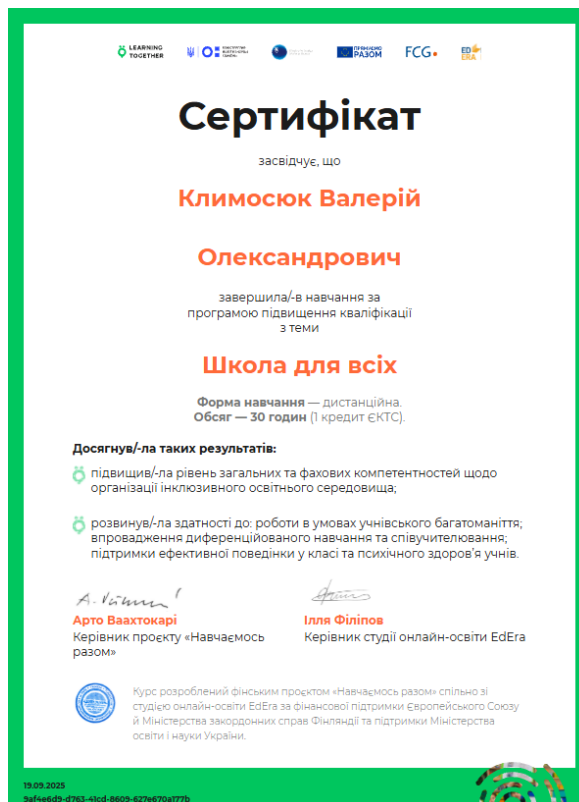 LEARNING
TOGETHER
ПРЯМУЄМО
РАЗОМ
FCG
ED
ERA
Сертифікат
засвідчує, що
Климосюк Валерій
Олександрович
завершила/-в навчання за
програмою підвищення кваліфікації
з теми
Школа для всіх
Форма навчання — дистанційна.
Обсяг — 30 годин (1 кредит ЄКТС).
Досягнув/-ла таких результатів:
підвищив/-ла рівень загальних та фахових компетентностей щодо
організації інклюзивного освітнього середовища;
розвинув/-ла здатності до: роботи в умовах учнівського багатоманіття;
впровадження диференційованого навчання та співучителювання;
підтримки ефективної поведінки у класі та психічного здоров’я учнів.
Арто Ваахтокарі
Керівник проєкту «Навчаємось
разом»
Ілля Філіпов
Керівник студії онлайн-освіти EdEra
Курс розроблений фінським проєктом «Навчаємось разом» спільно зі
студією онлайн-освіти EdEra за фінансової підтримки Європейського Союзу
й Міністерства закордонних справ Фінляндії та підтримки Міністерства
освіти і науки України.
19.09.2025
9af4e6d9-d763-41cd-8609-627e670a177b